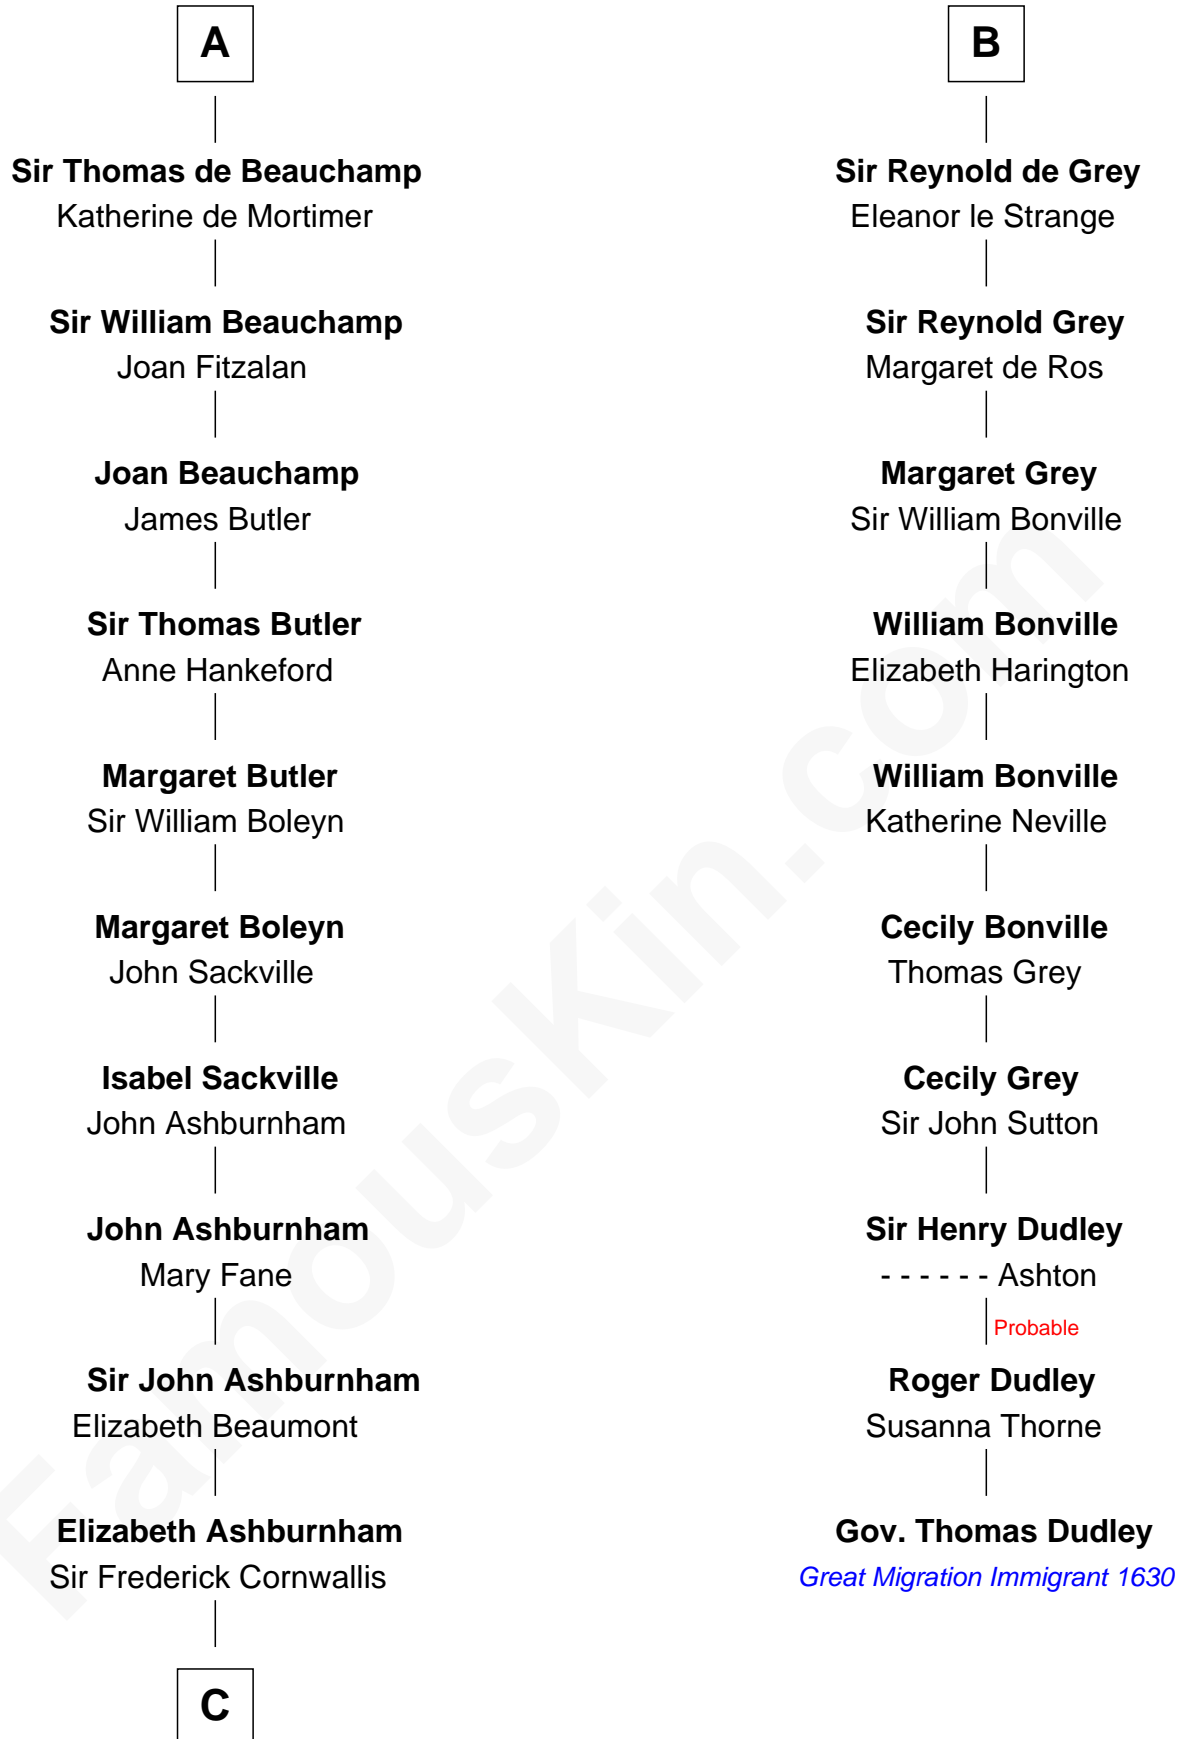 A
Sir Thomas de Beauchamp
Katherine de Mortimer
Sir William Beauchamp
Joan Fitzalan
Joan Beauchamp
James Butler
Sir Thomas Butler
Anne Hankeford
Margaret Butler
Sir William Boleyn
Margaret Boleyn
John Sackville
Isabel Sackville
John Ashburnham
John Ashburnham
Mary Fane
Sir John Ashburnham
Elizabeth Beaumont
Elizabeth Ashburnham
Sir Frederick Cornwallis
C
B
Sir Reynold de Grey
Eleanor le Strange
Sir Reynold Grey
Margaret de Ros
Margaret Grey
Sir William Bonville
William Bonville
Elizabeth Harington
William Bonville
Katherine Neville
Cecily Bonville
Thomas Grey
Cecily Grey
Sir John Sutton
Sir Henry Dudley
- - - - - - Ashton
Probable
Roger Dudley
Susanna Thorne
Gov. Thomas Dudley
Great Migration Immigrant 1630
FamousKin.com